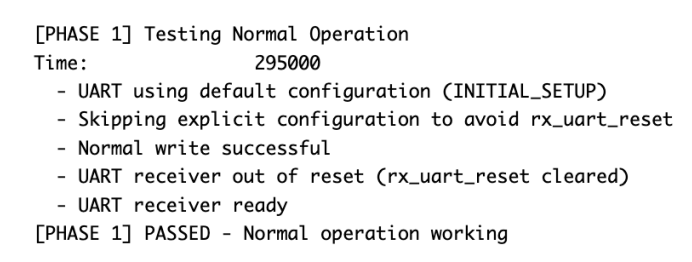 [PHASE 1] Testing Normal Operation
Time:                295000
  - UART using default configuration (INITIAL_SETUP)
  - Skipping explicit configuration to avoid rx_uart_reset
  - Normal write successful
  - UART receiver out of reset (rx_uart_reset cleared)
  - UART receiver ready
[PHASE 1] PASSED - Normal operation working